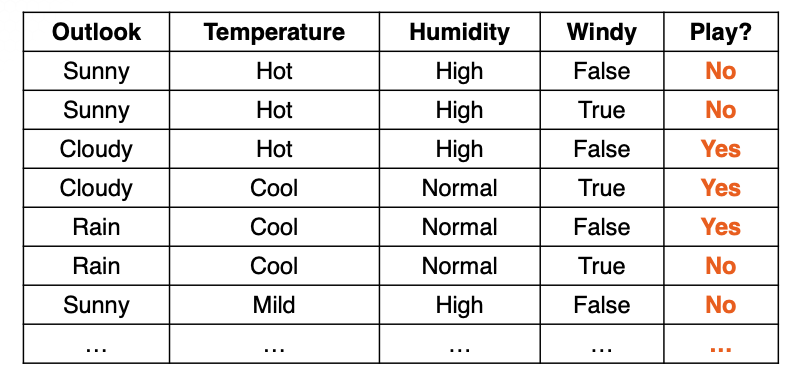 Outlook Temperature Humidity Windy Play?
Sunny Hot High False No
Sunny Hot High True No
Cloudy Hot High False Yes
Cloudy Cool Normal True Yes
Rain Cool Normal False Yes
Rain Cool Normal True No
Sunny Mild High False No
... ... ... ... ...